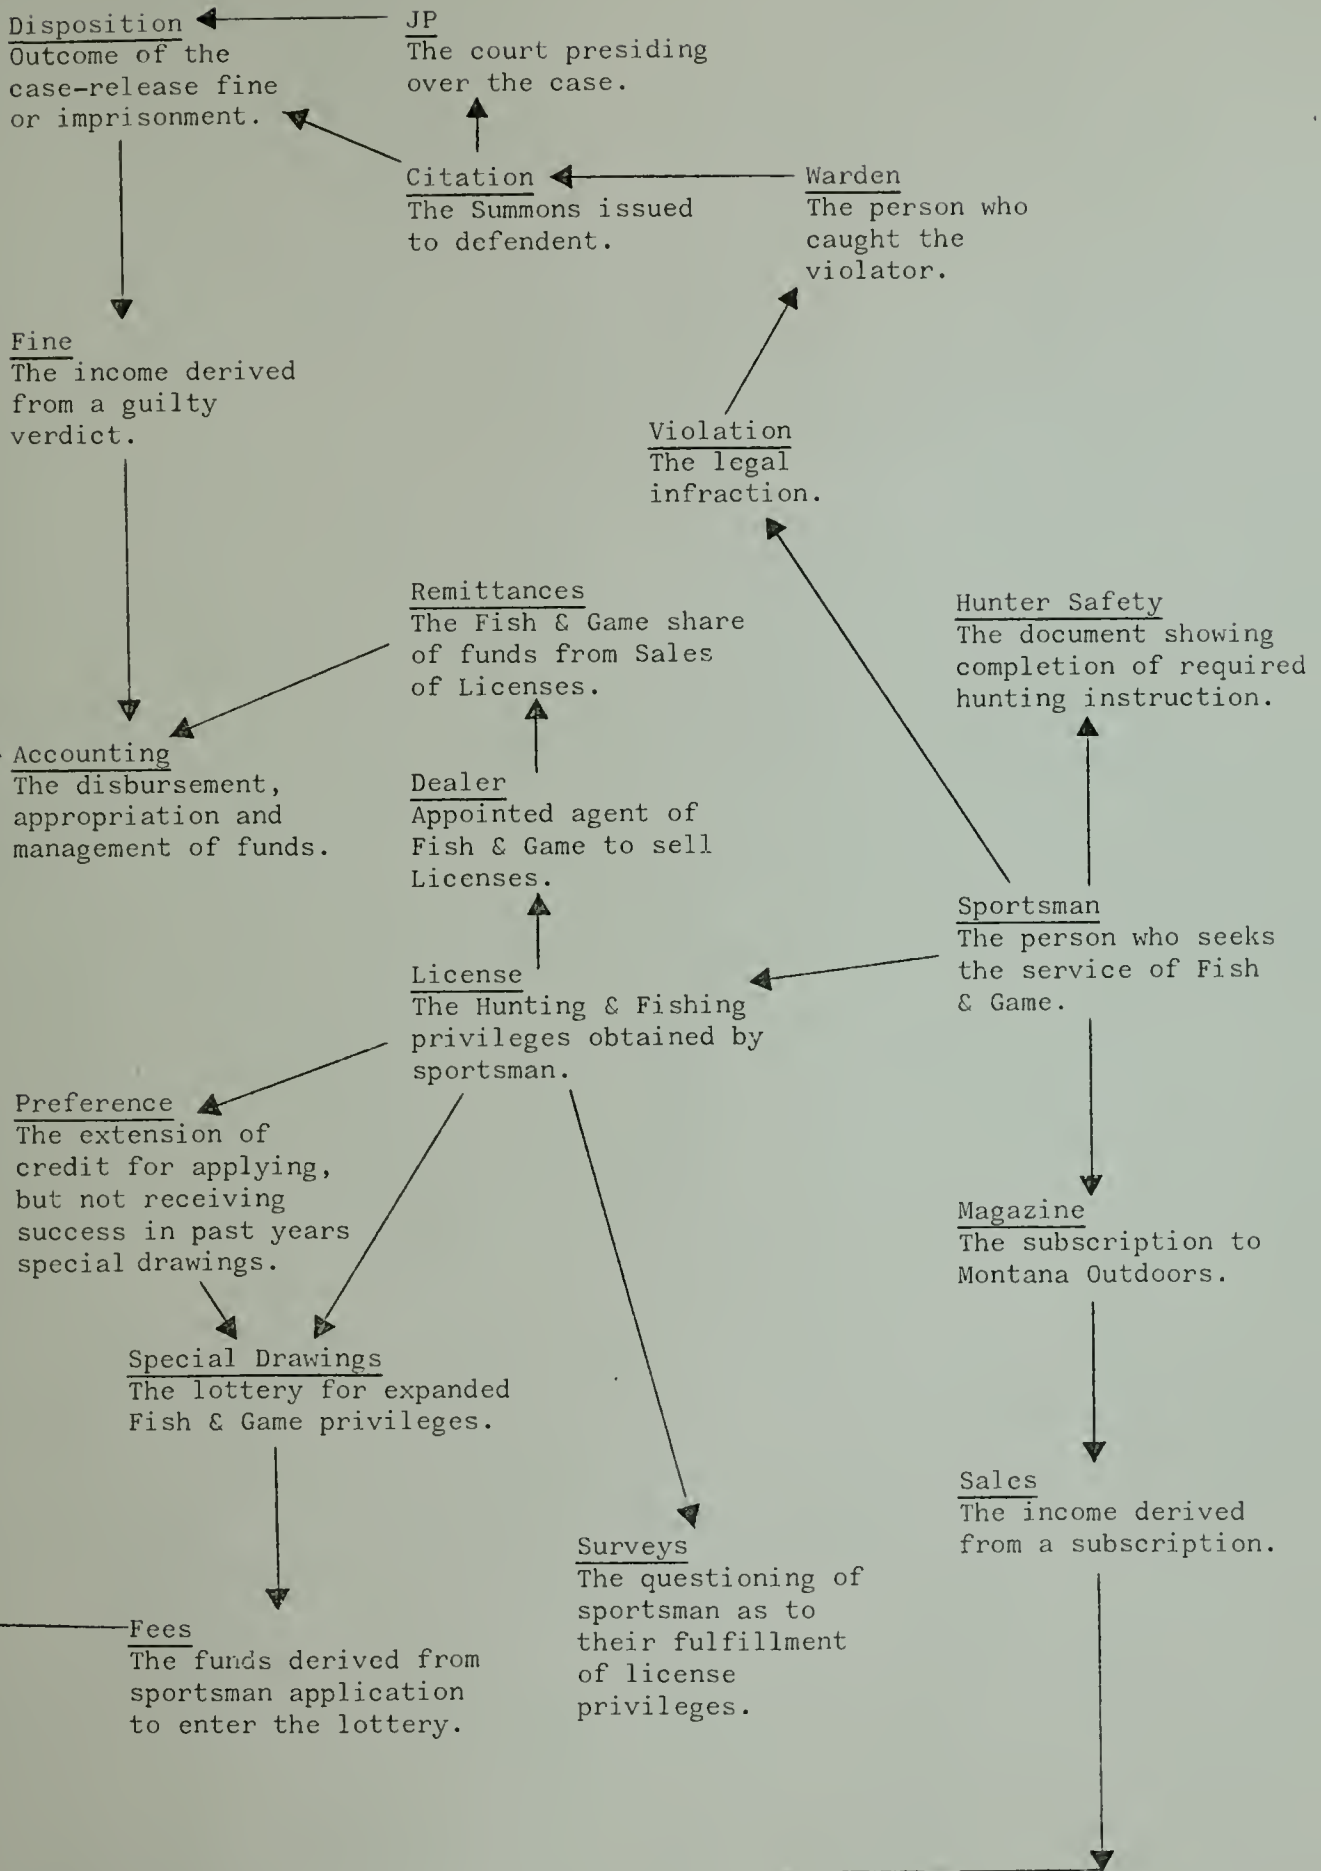 Disposition
Outcome of the
case-release fine
or imprisonment.
JP
The court presiding
over the case.
Citation
The Summons issued
to defendent.
Warden
The person who
caught the
violator.
Fine
The income derived
from a guilty
verdict.
Violation
The legal
infraction.
Remittances
The Fish & Game share
of funds from Sales
of Licenses.
Hunter Safety
The document showing
completion of required
hunting instruction.
Accounting
The disbursement,
appropriation and
management of funds.
Dealer
Appointed agent of
Fish & Game to sell
Licenses.
Sportsman
The person who seeks
the service of Fish
& Game.
License
The Hunting & Fishing
privileges obtained by
sportsman.
Preference
The extension of
credit for applying,
but not receiving
success in past years
special drawings.
Magazine
The subscription to
Montana Outdoors.
Special Drawings
The lottery for expanded
Fish & Game privileges.
Sales
The income derived
from a subscription.
Surveys
The questioning of
sportsman as to
their fulfillment
of license
privileges.
Fees
The funds derived from
sportsman application
to enter the lottery.